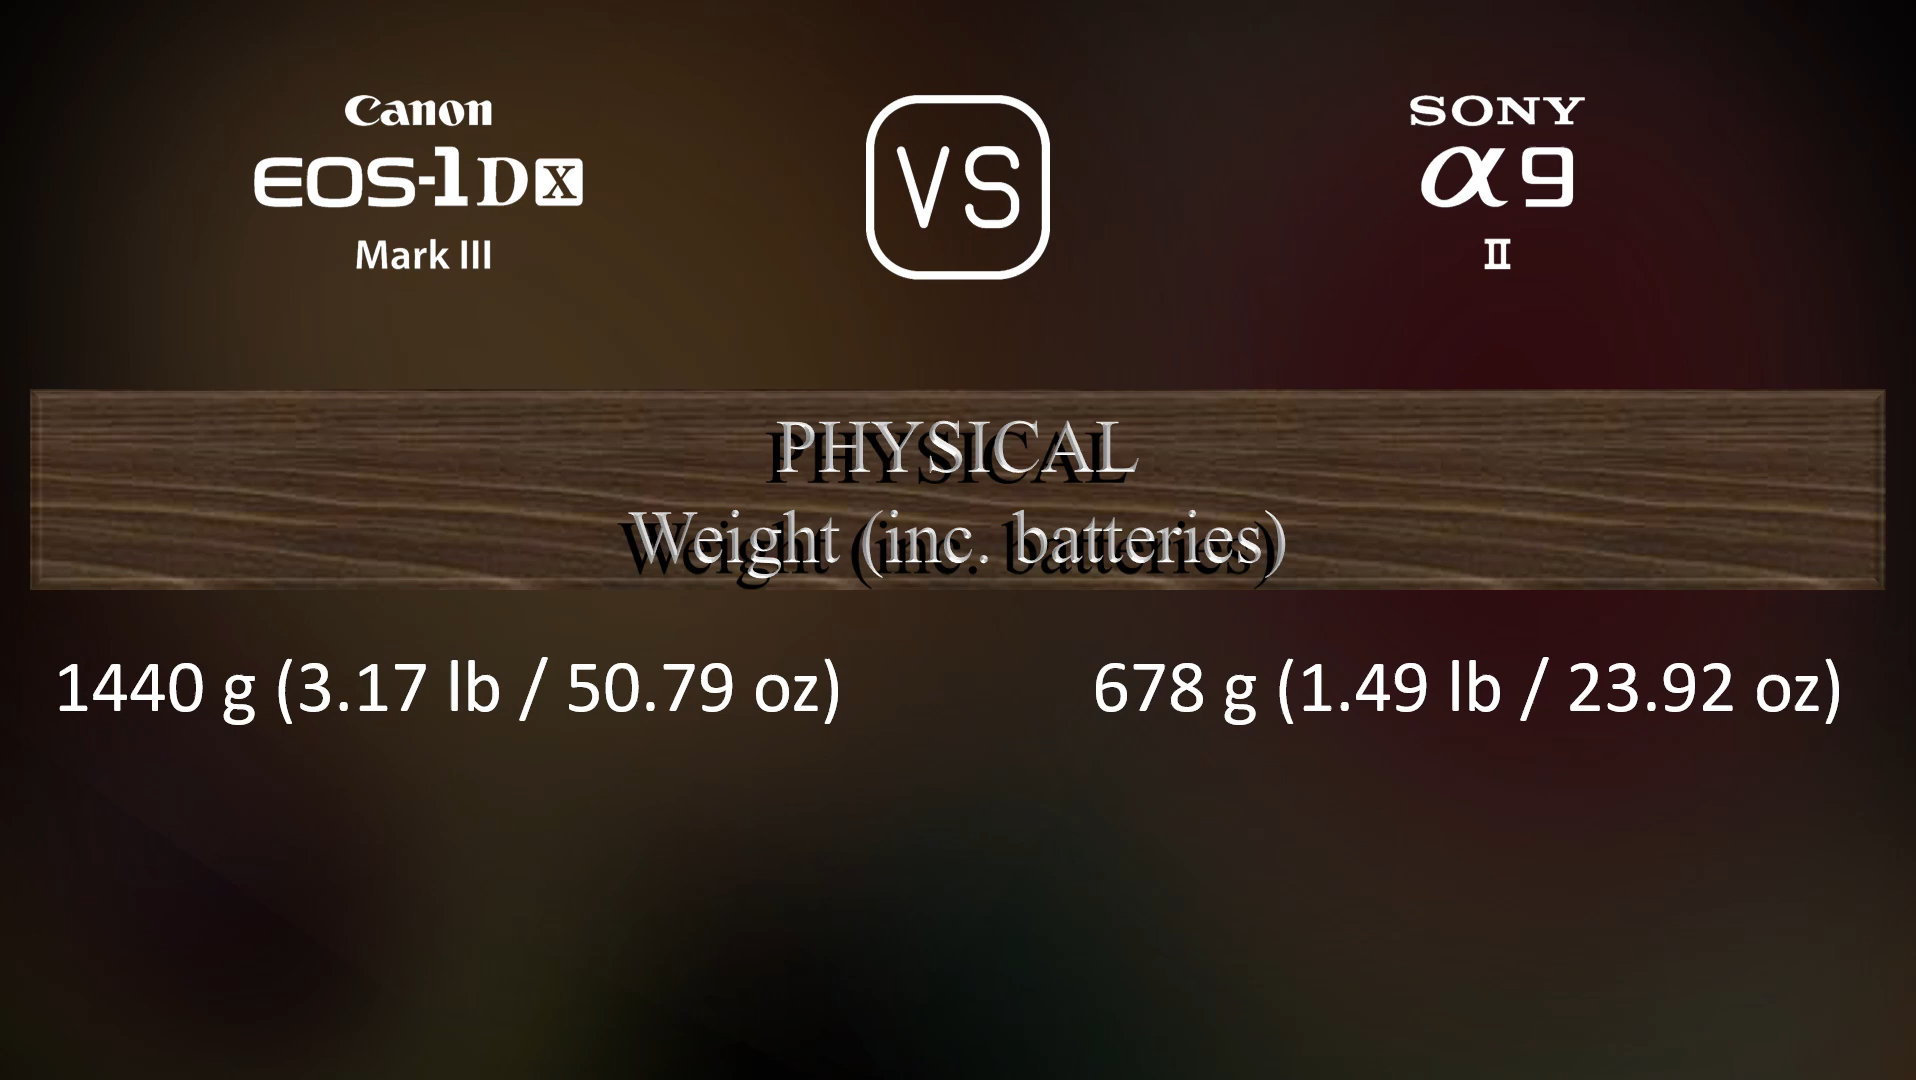 Canon
EOS-1DX
Mark III
VS
SONY
α9
II
PHYSICAL
Weight (inc. batteries)
1440 g (3.17 lb / 50.79 oz)
678 g (1.49 lb / 23.92 oz)